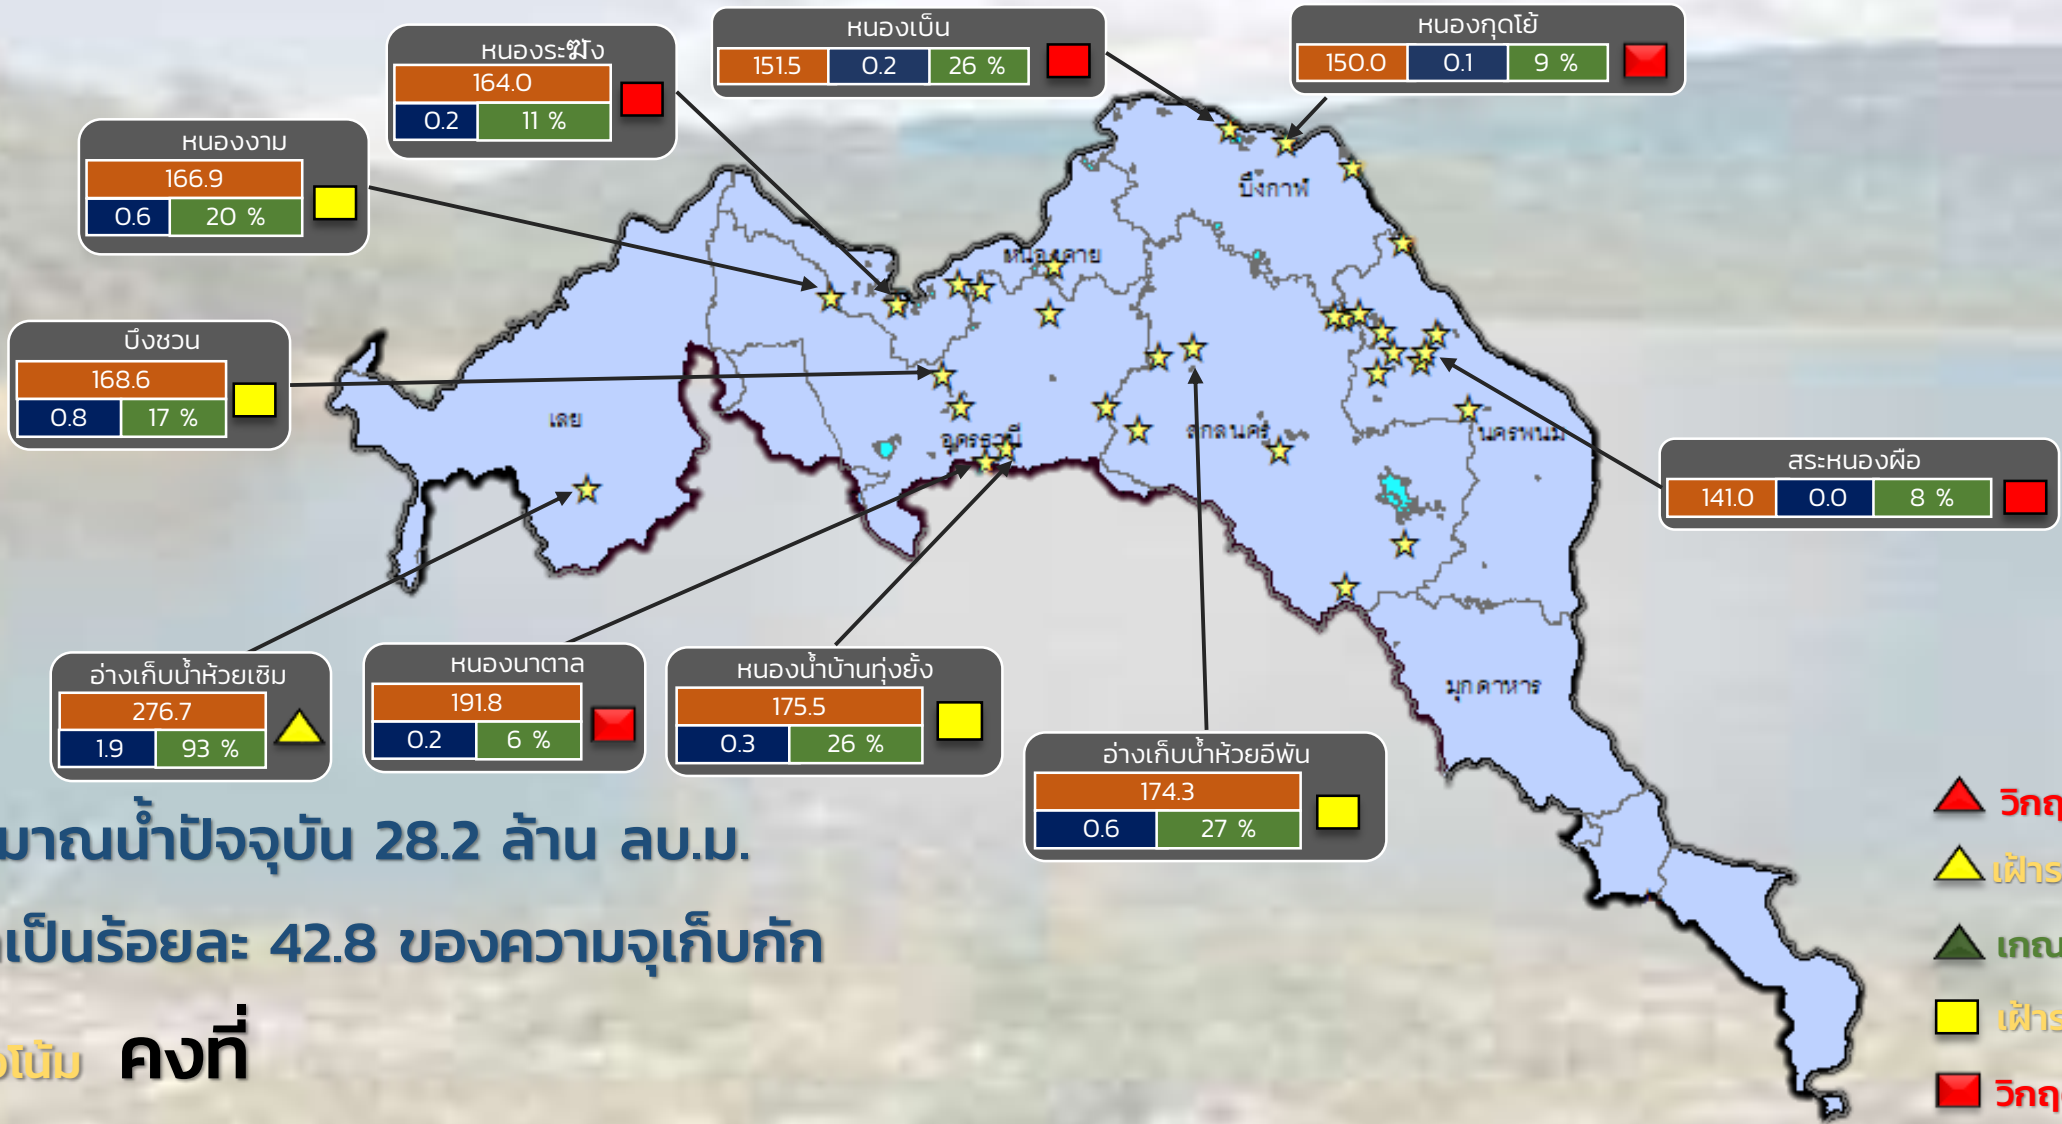 หนองเบ็น
151.5 0.2 26 %
หนองกุดโย้
150.0 0.1 9 %
164.0
0.2 11 %
หนองงาม
166.9
0.6 20 %
บึงกาฬ
หนองคาย
บึงชวน
168.6
0.8 17 %
เลย
อุดรธานี
สกลนคร
นครพนม
สระหนองผือ
141.0 0.0 8 %
อ่างเก็บน้ำห้วยเซิม
276.7
1.9 93 %
หนองนาตาล
191.8
0.2 6 %
หนองน้ำบ้านทุ่งยั้ง
175.5
0.3 26 %
มุกดาหาร
อ่างเก็บน้ำห้วยอีพัน
174.3
0.6 27 %
มาณน้ำปัจจุบัน 28.2 ล้าน ลบ.ม.
เป็นร้อยละ 42.8 ของความจุเก็บกัก
วโน้ม คงที่
วิกฤ
เฝ้าร
เกณ
เฝ้าร
วิกฤ